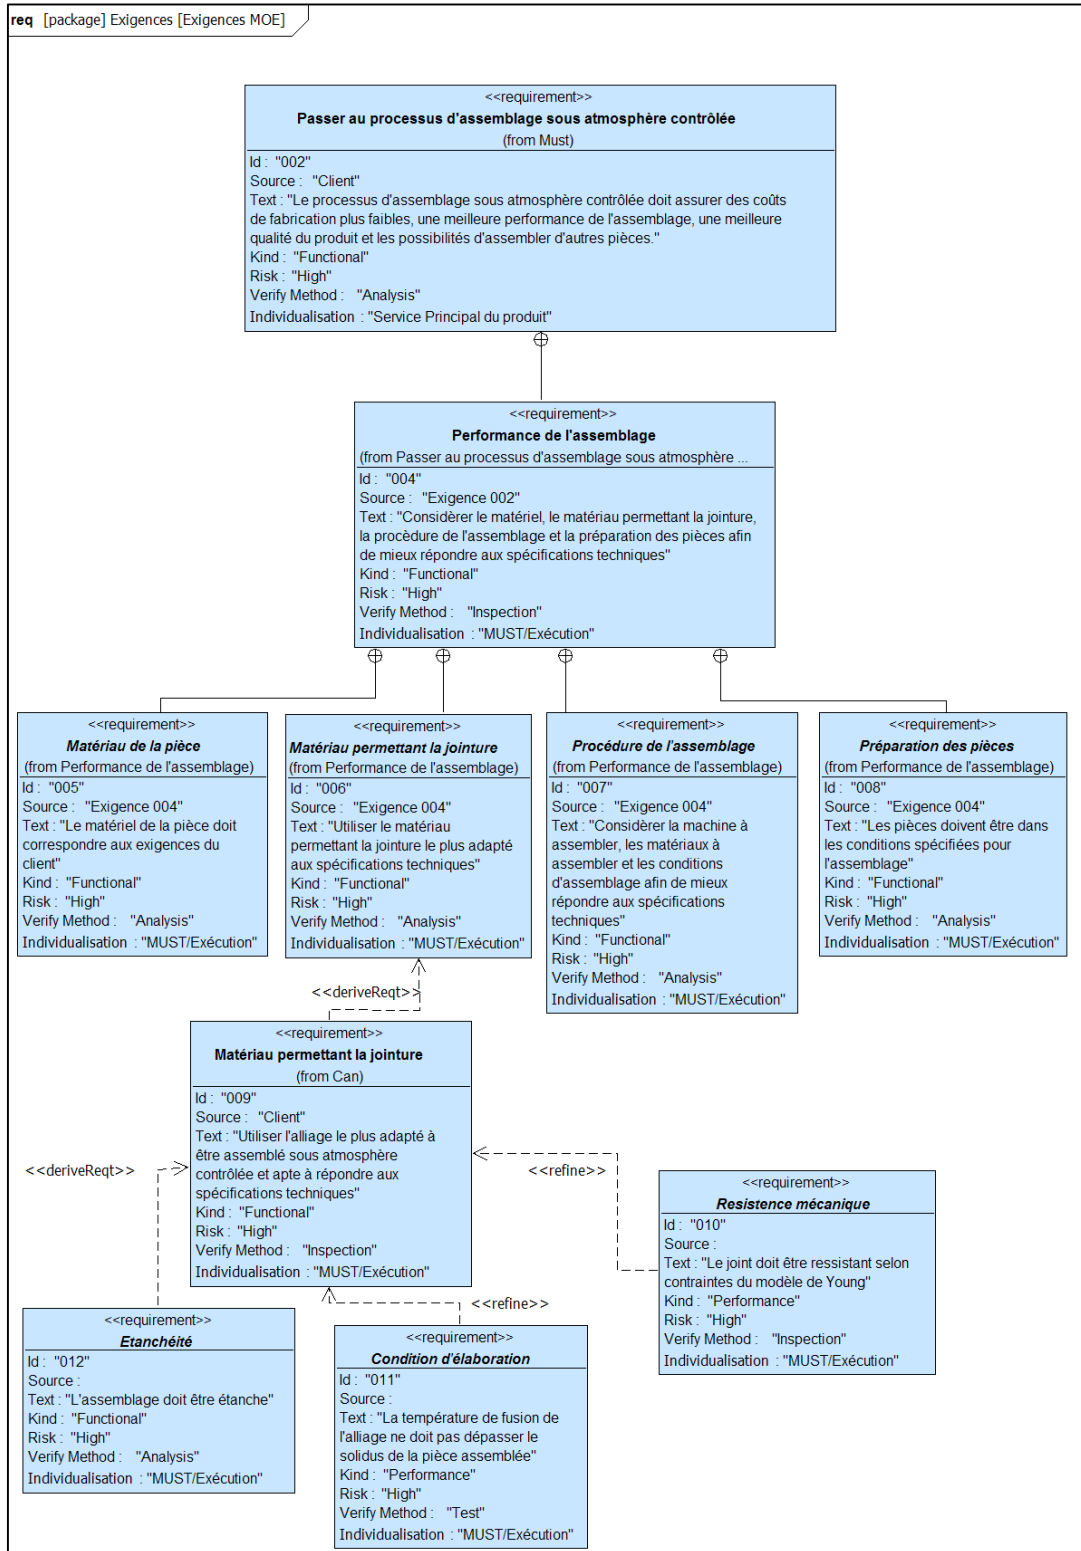 req [package] Exigences [Exigences MOE]
<<requirement>>
Passer au processus d'assemblage sous atmosphère contrôlée
(from Must)
Id : "002"
Source : "Client"
Text : "Le processus d'assemblage sous atmosphère contrôlée doit assurer des coûts
de fabrication plus faibles, une meilleure performance de l'assemblage, une meilleure
qualité du produit et les possibilités d'assembler d'autres pièces."
Kind : "Functional"
Risk : "High"
Verify Method : "Analysis"
Individualisation : "Service Principal du produit"
<<requirement>>
Performance de l'assemblage
(from Passer au processus d'assemblage sous atmosphère ...
Id : "004"
Source : "Exigence 002"
Text : "Considèrer le matériel, le matériau permettant la jointure,
la procèdure de l'assemblage et la préparation des pièces afin
de mieux répondre aux spécifications techniques"
Kind : "Functional"
Risk : "High"
Verify Method : "Inspection"
Individualisation : "MUST/Exécution"
<<requirement>>
Matériau de la pièce
(from Performance de l'assemblage)
Id : "005"
Source : "Exigence 004"
Text : "Le matériel de la pièce doit
correspondre aux exigences du
client"
Kind : "Functional"
Risk : "High"
Verify Method : "Analysis"
Individualisation : "MUST/Exécution"
<<requirement>>
Matériau permettant la jointure
(from Performance de l'assemblage)
Id : "006"
Source : "Exigence 004"
Text : "Utiliser le matériau
permettant la jointure le plus adapté
aux spécifications techniques"
Kind : "Functional"
Risk : "High"
Verify Method : "Analysis"
Individualisation : "MUST/Exécution"
<<requirement>>
Procédure de l'assemblage
(from Performance de l'assemblage)
Id : "007"
Source : "Exigence 004"
Text : "Considèrer la machine à
assembler, les matériaux à
assembler et les conditions
d'assemblage afin de mieux
répondre aux spécifications
techniques"
Kind : "Functional"
Risk : "High"
Verify Method : "Analysis"
Individualisation : "MUST/Exécution"
<<requirement>>
Préparation des pièces
(from Performance de l'assemblage)
Id : "008"
Source : "Exigence 004"
Text : "Les pièces doivent être dans
les conditions spécifiées pour
l'assemblage"
Kind : "Functional"
Risk : "High"
Verify Method : "Analysis"
Individualisation : "MUST/Exécution"
<<deriveReqt>>
<<requirement>>
Matériau permettant la jointure
(from Can)
Id : "009"
Source : "Client"
Text : "Utiliser l'alliage le plus adapté à
être assemblé sous atmosphère
contrôlée et apte à répondre aux
spécifications techniques"
Kind : "Functional"
Risk : "High"
Verify Method : "Inspection"
Individualisation : "MUST/Exécution"
<<deriveReqt>>
<<refine>>
<<requirement>>
Resistence mécanique
Id : "010"
Source :
Text : "Le joint doit être ressistant selon
contraintes du modèle de Young"
Kind : "Performance"
Risk : "High"
Verify Method : "Inspection"
Individualisation : "MUST/Exécution"
<<refine>>
<<requirement>>
Etanchéité
Id : "012"
Source :
Text : "L'assemblage doit être étanche"
Kind : "Functional"
Risk : "High"
Verify Method : "Analysis"
Individualisation : "MUST/Exécution"
<<requirement>>
Condition d'élaboration
Id : "011"
Source :
Text : "La température de fusion de
l'alliage ne doit pas dépasser le
solidus de la pièce assemblée"
Kind : "Performance"
Risk : "High"
Verify Method : "Test"
Individualisation : "MUST/Exécution"